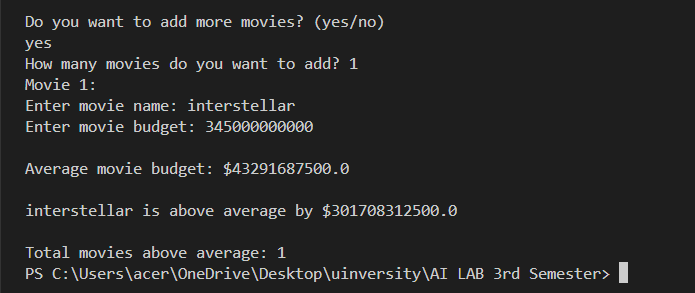 Do you want to add more movies? (yes/no)
yes
How many movies do you want to add? 1
Movie 1:
Enter movie name: interstellar
Enter movie budget: 345000000000
Average movie budget: $43291687500.0
interstellar is above average by $301708312500.0
Total movies above average: 1
PS C:\Users\acer\OneDrive\Desktop\uinversity\AI LAB 3rd Semester>